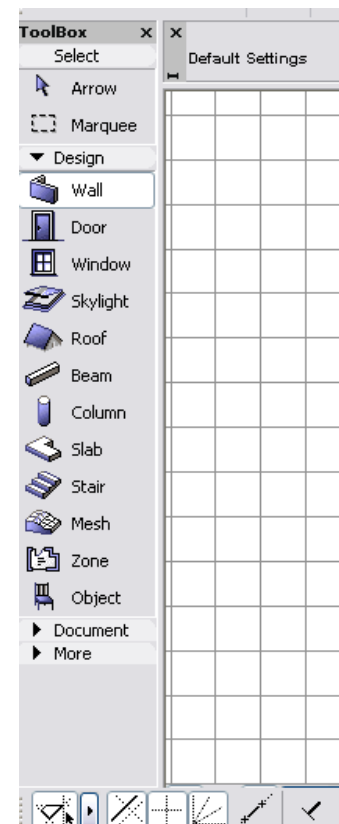 ToolBox x x
Select
Default Settings
Arrow
Marquee
Design
Wall
Door
Window
Skylight
Roof
Beam
Column
Slab
Stair
Mesh
Zone
Object
Document
More